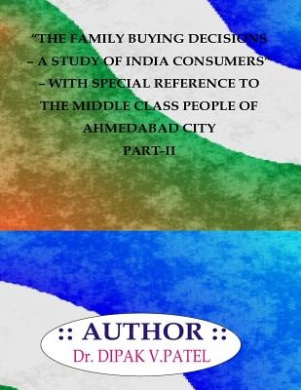 “THE FAMILY BUYING DECISIONS
– A STUDY OF INDIA CONSUMERS”
– WITH SPECIAL REFERENCE TO
THE MIDDLE CLASS PEOPLE OF
AHMEDABAD CITY
PART-II
:: AUTHOR ::
Dr. DIPAK V.PATEL